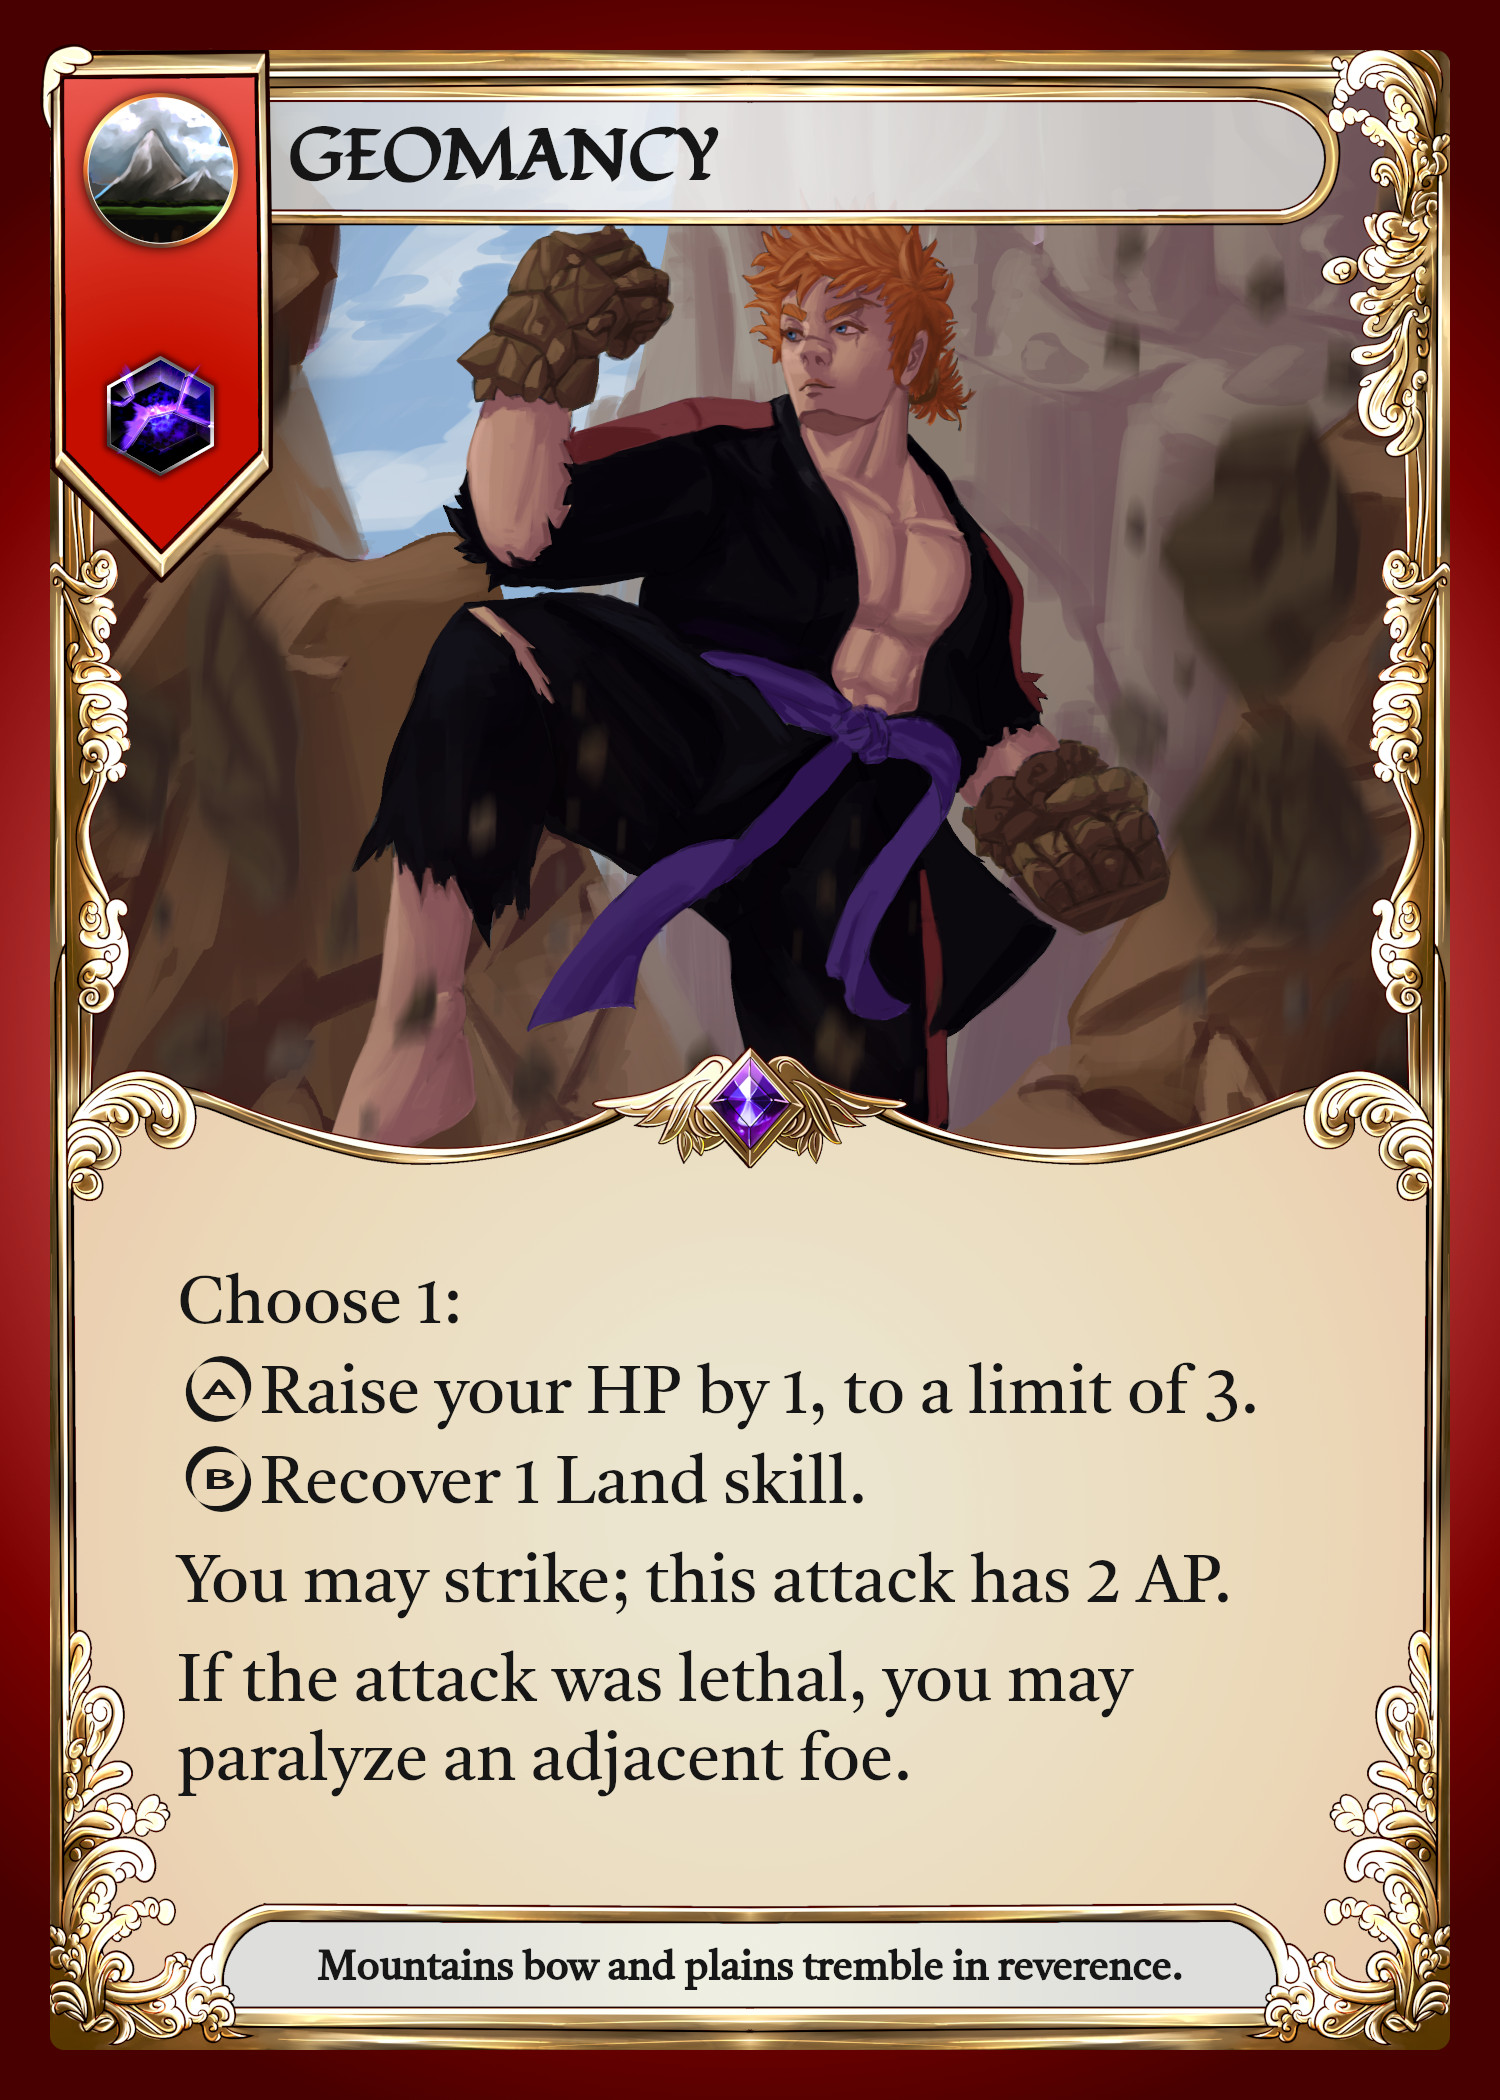 GEOMANCY
Choose 1:
Ⓐ Raise your HP by 1, to a limit of 3.
Ⓑ Recover 1 Land skill.
You may strike; this attack has 2 AP.
If the attack was lethal, you may
paralyze an adjacent foe.
Mountains bow and plains tremble in reverence.